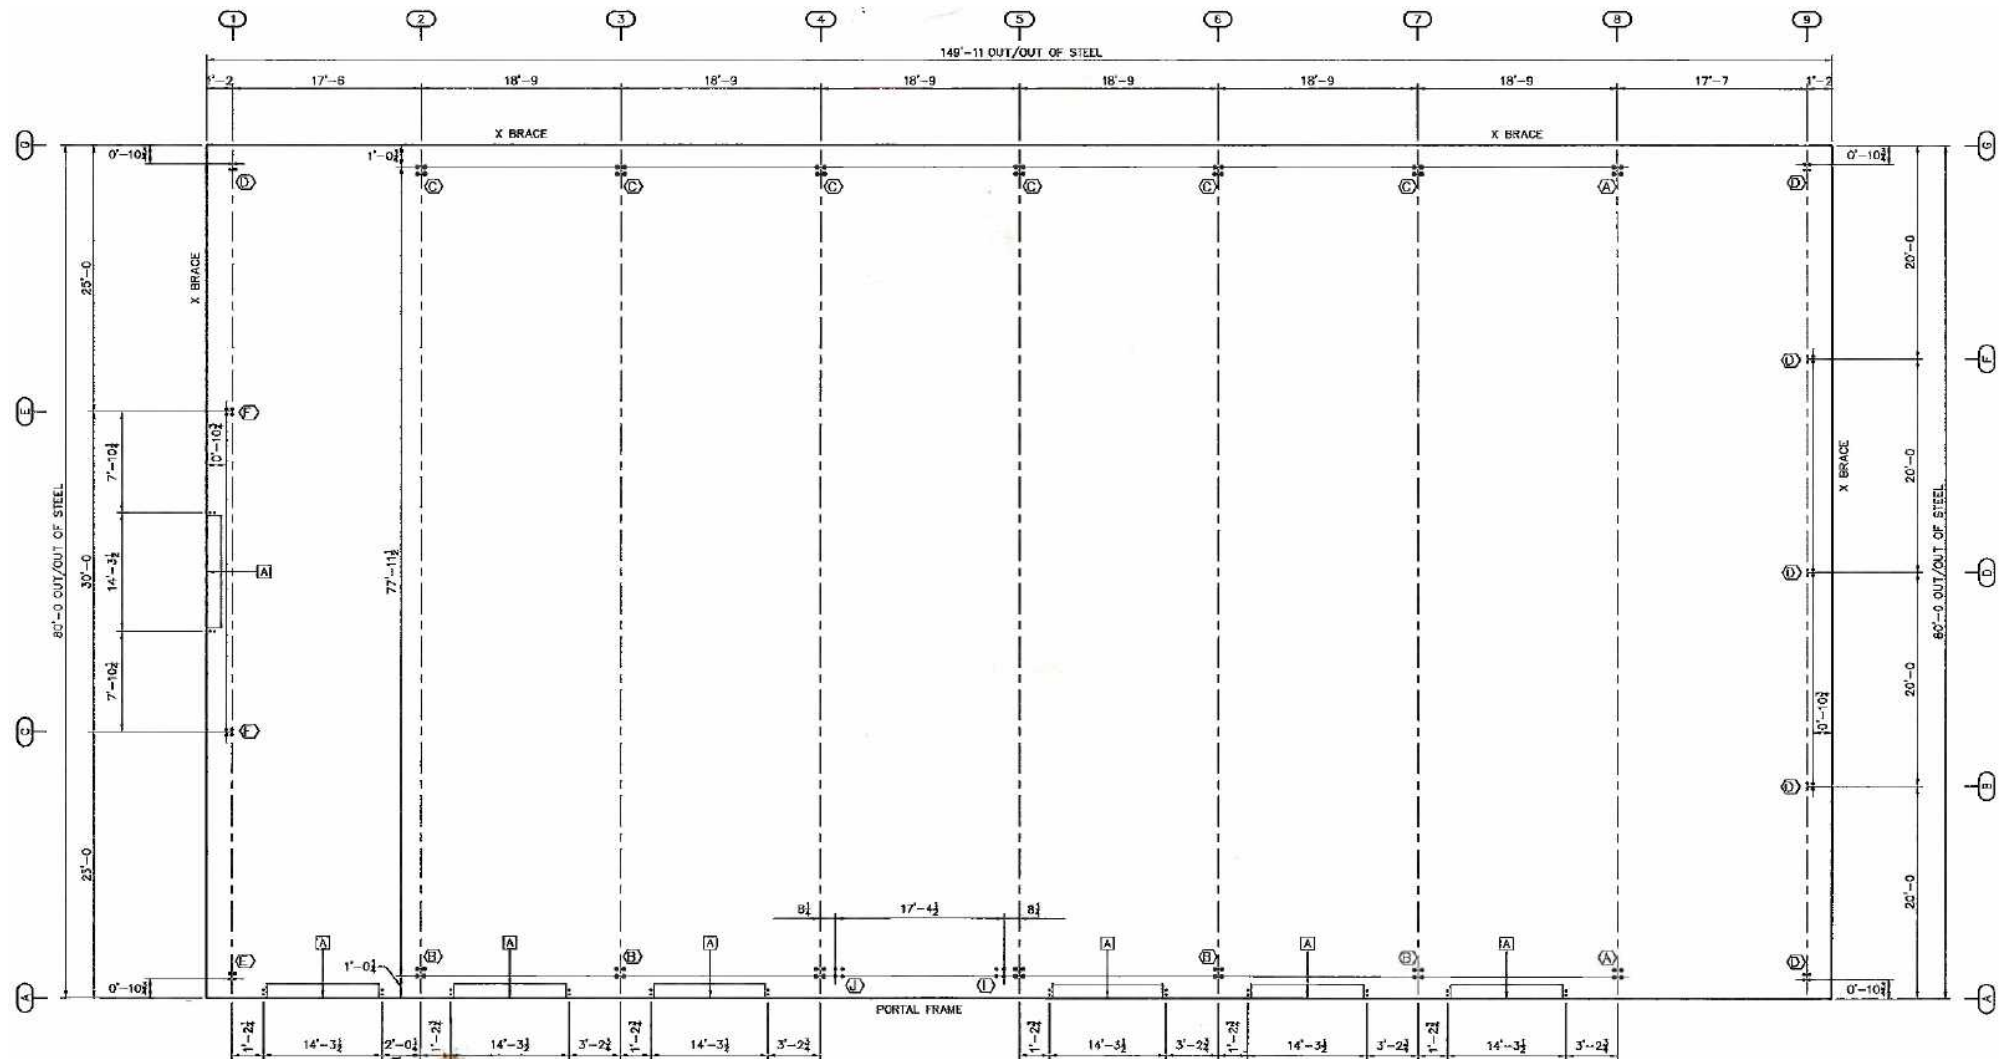 1 2 3 4 5 6 7 8 9
149'-11 OUT/OUT OF STEEL
1'-2 17'-6 18'-9 18'-9 18'-9 18'-9 18'-9 18'-9 17'-7 1'-2
X BRACE X BRACE
G 0'-10¾ 1'-0¼ 0'-10¾ G
D C C C C C C A D
20'-0
X BRACE
25'-0
D F
E F
0'-10¾
7'-10¼
X BRACE
20'-0
80'-0 OUT/OUT OF STEEL
30'-0
14'-3½
A
77'-11½
D D
80'-0 OUT/OUT OF STEEL
7'-10¼
20'-0
0'-10¾
C F
D B
25'-0
20'-0
8¼ 17'-4½ 8¼
A A A A A A
E B B B B A D
1'-0¼
0'-10¾ J I 0'-10¾
A PORTAL FRAME A
1'-2¾ 14'-3½ 2'-0¼ 1'-2¾ 14'-3½ 3'-2¾ 1'-2¾ 14'-3½ 3'-2¾ 1'-2¾ 14'-3½ 3'-2¾ 1'-2¾ 14'-3½ 3'-2¾ 1'-2¾ 14'-3½ 3'-2¾